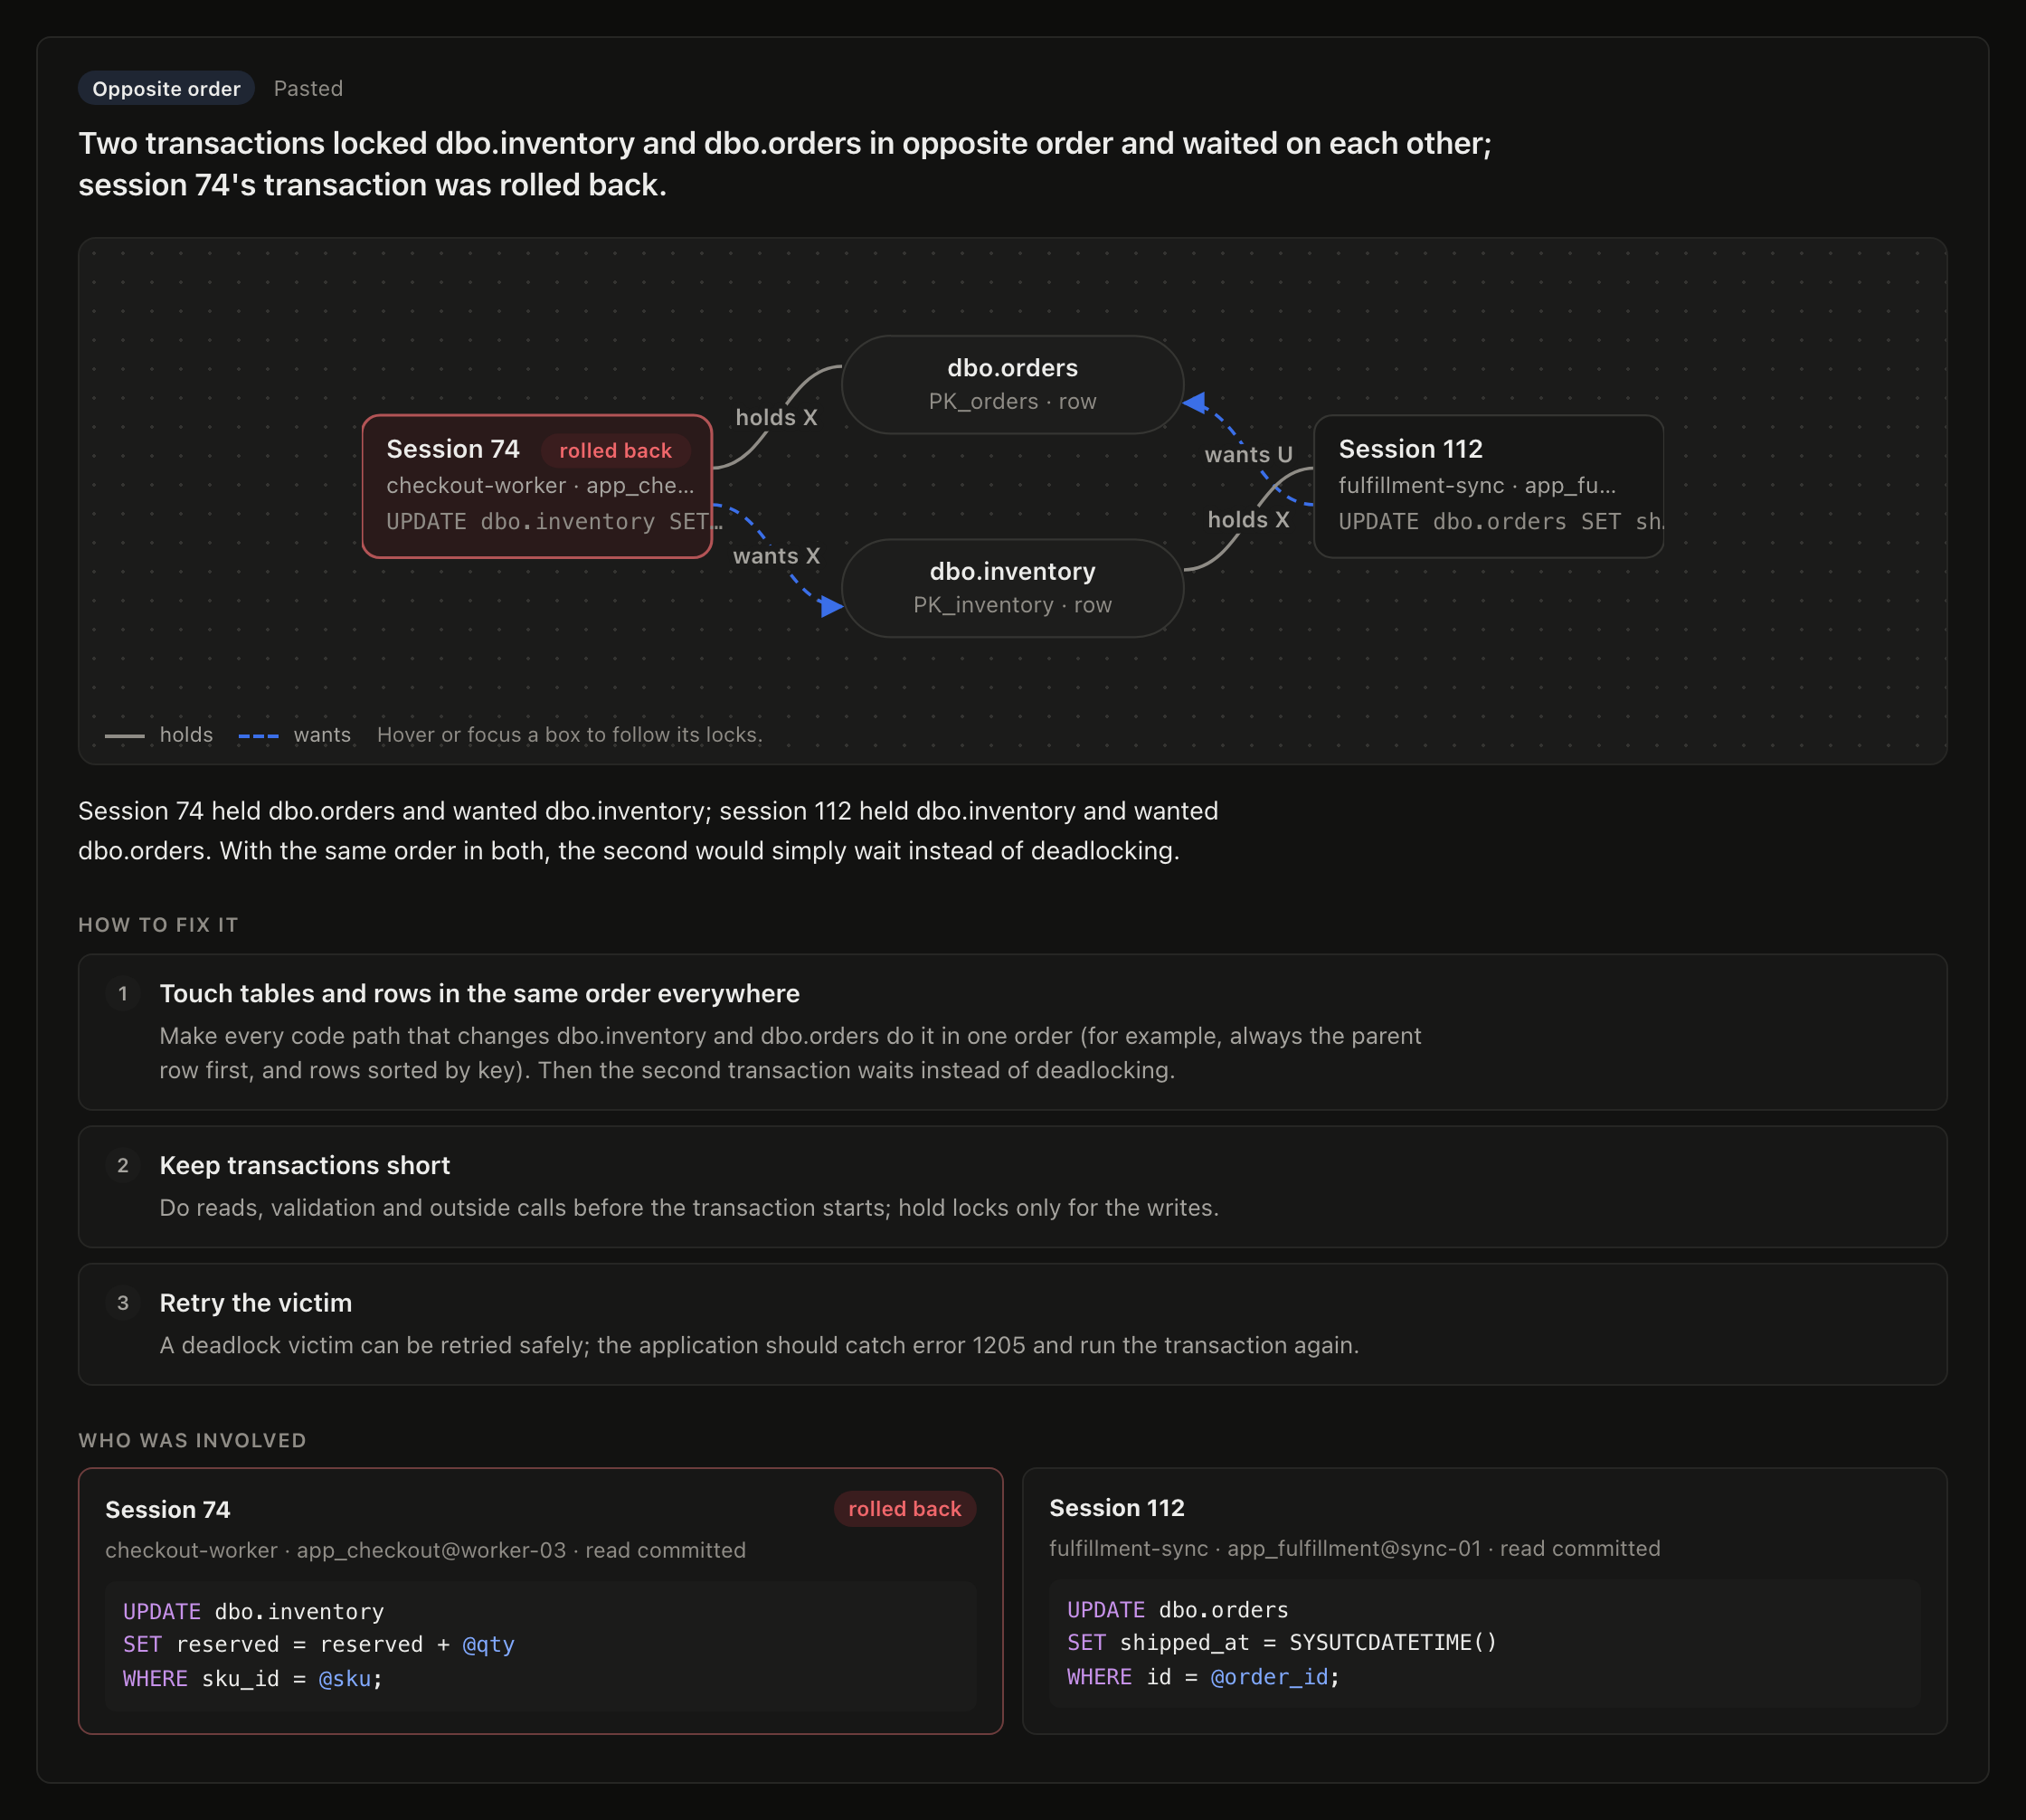 Opposite order Pasted
Two transactions locked dbo.inventory and dbo.orders in opposite order and waited on each other;
session 74's transaction was rolled back.
dbo.orders
PK_orders · row
holds X
wants U
Session 74 rolled back
checkout-worker · app_che...
UPDATE dbo.inventory SET…
Session 112
fulfillment-sync · app_fu...
UPDATE dbo.orders SET sh
holds X
wants X
dbo.inventory
PK_inventory · row
holds wants Hover or focus a box to follow its locks.
Session 74 held dbo.orders and wanted dbo.inventory; session 112 held dbo.inventory and wanted
dbo.orders. With the same order in both, the second would simply wait instead of deadlocking.
HOW TO FIX IT
1 Touch tables and rows in the same order everywhere
Make every code path that changes dbo.inventory and dbo.orders do it in one order (for example, always the parent
row first, and rows sorted by key). Then the second transaction waits instead of deadlocking.
2 Keep transactions short
Do reads, validation and outside calls before the transaction starts; hold locks only for the writes.
3 Retry the victim
A deadlock victim can be retried safely; the application should catch error 1205 and run the transaction again.
WHO WAS INVOLVED
Session 74 rolled back
checkout-worker · app_checkout@worker-03 · read committed
UPDATE dbo.inventory
SET reserved = reserved + @qty
WHERE sku_id = @sku;
Session 112
fulfillment-sync · app_fulfillment@sync-01 · read committed
UPDATE dbo.orders
SET shipped_at = SYSUTCDATETIME()
WHERE id = @order_id;